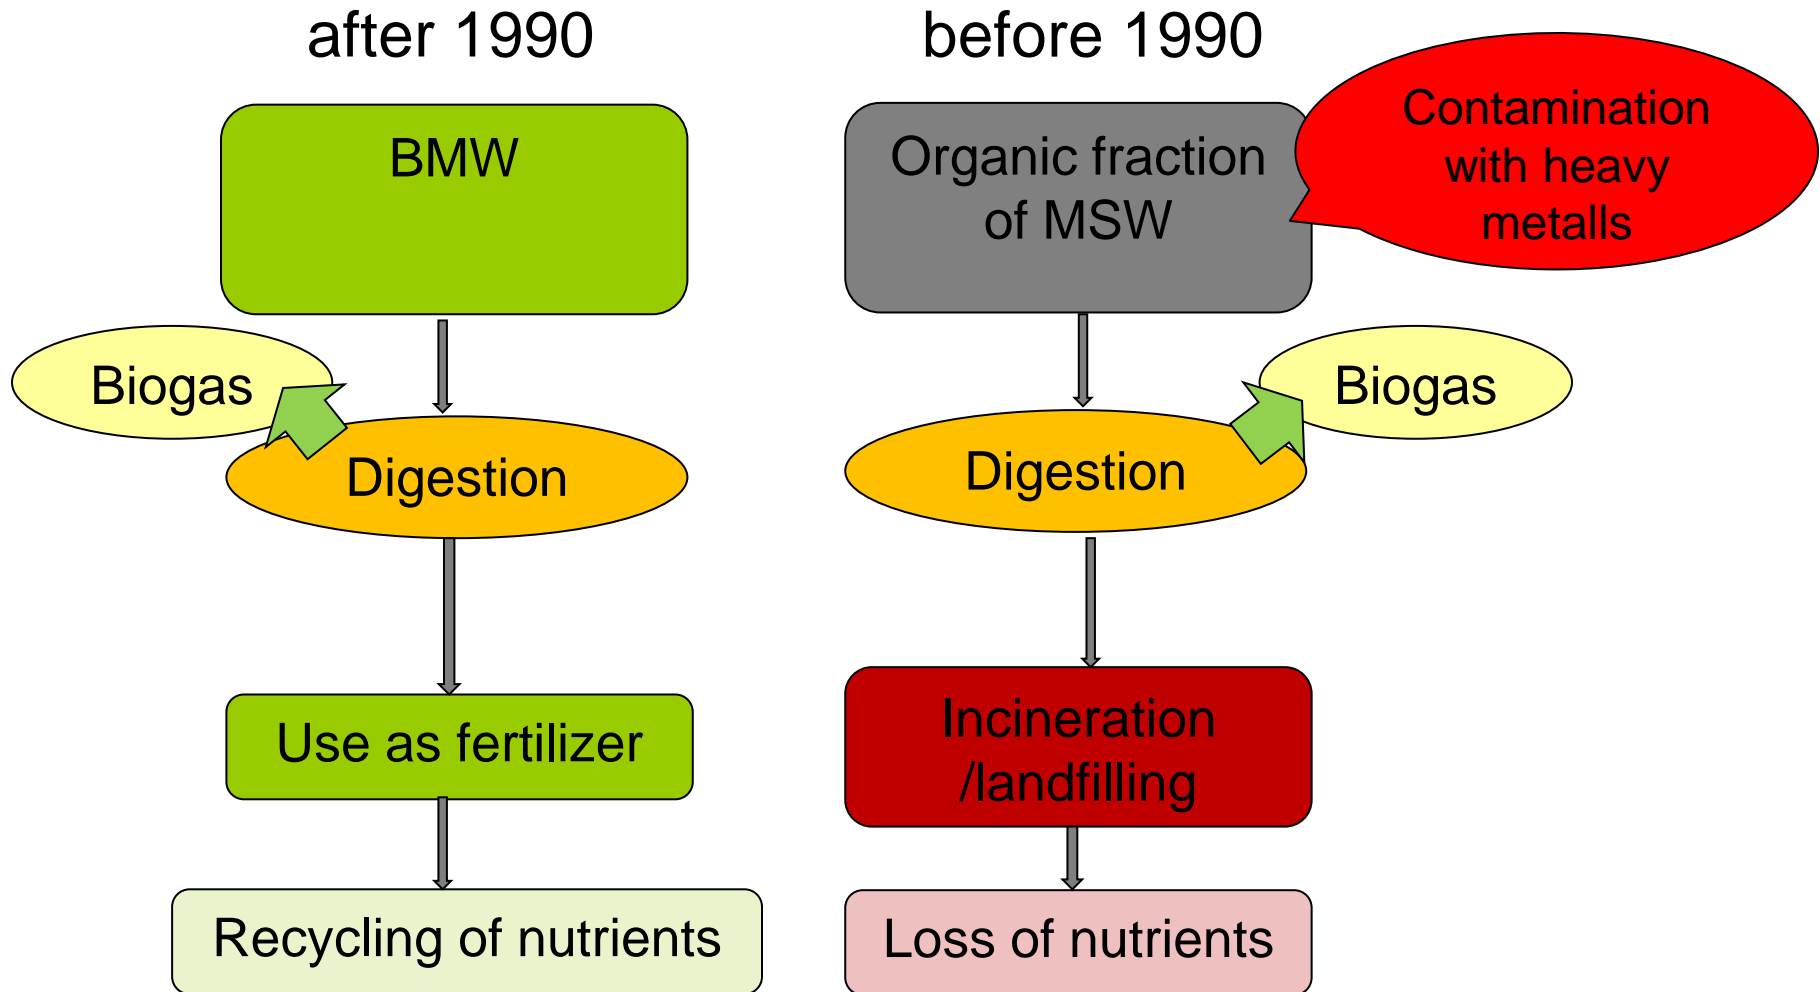 after 1990
BMW
Biogas
Digestion
Use as fertilizer
Recycling of nutrients
before 1990
Organic fraction
of MSW
Contamination
with heavy
metalls
Biogas
Digestion
Incineration
/landfilling
Loss of nutrients